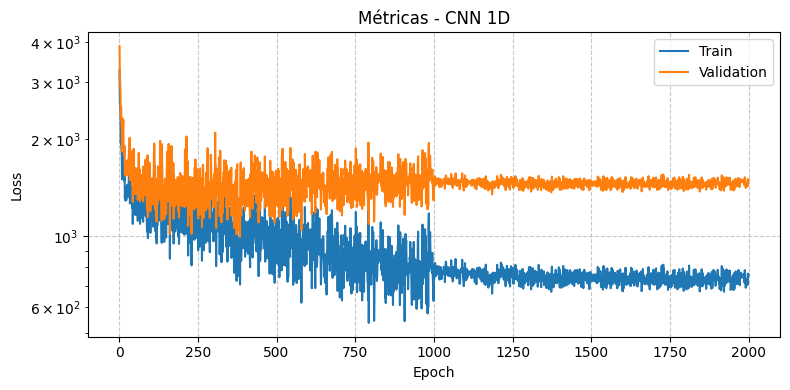 Métricas - CNN 1D
Train
Validation
4 × 10³
3 × 10³
2 × 10³
10³
6 × 10²
Loss
0 250 500 750 1000 1250 1500 1750 2000
Epoch